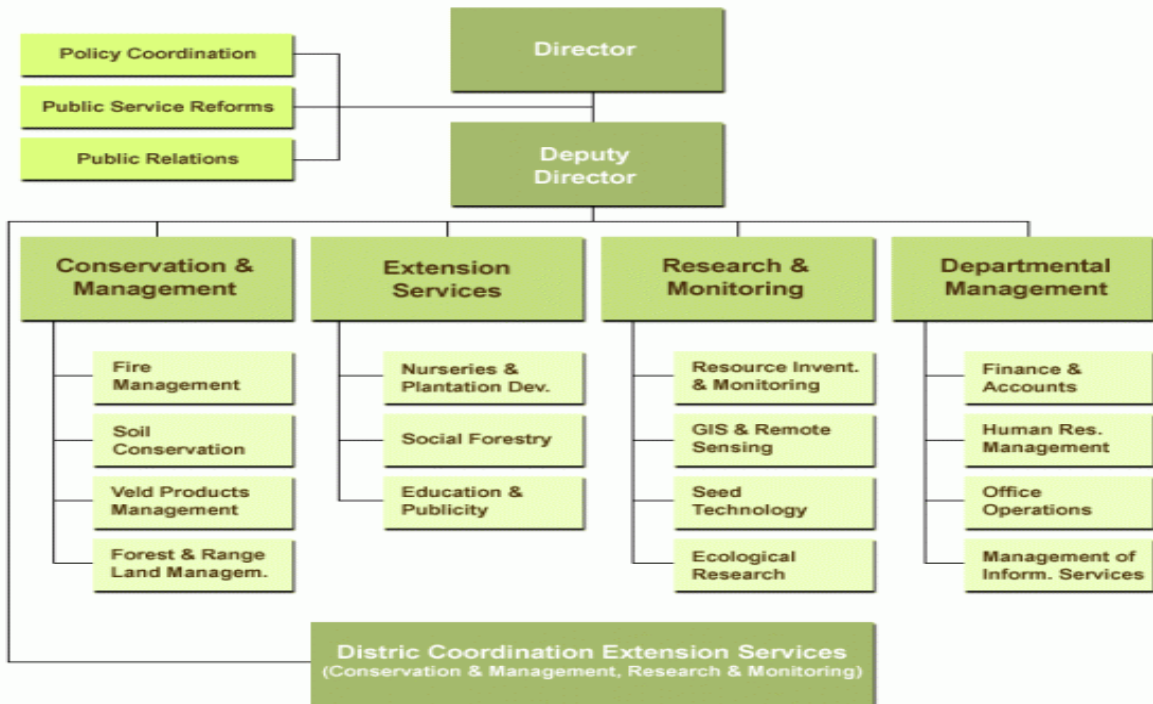 Director
Policy Coordination
Public Service Reforms
Public Relations
Deputy
Director
Conservation &
Management
Fire
Management
Soil
Conservation
Veld Products
Management
Forest & Range
Land Managem.
Extension
Services
Nurseries &
Plantation Dev.
Social Forestry
Education &
Publicity
Research &
Monitoring
Resource Invent.
& Monitoring
GIS & Remote
Sensing
Seed
Technology
Ecological
Research
Departmental
Management
Finance &
Accounts
Human Res.
Management
Office
Operations
Management of
Inform. Services
Distric Coordination Extension Services
(Conservation & Management, Research & Monitoring)